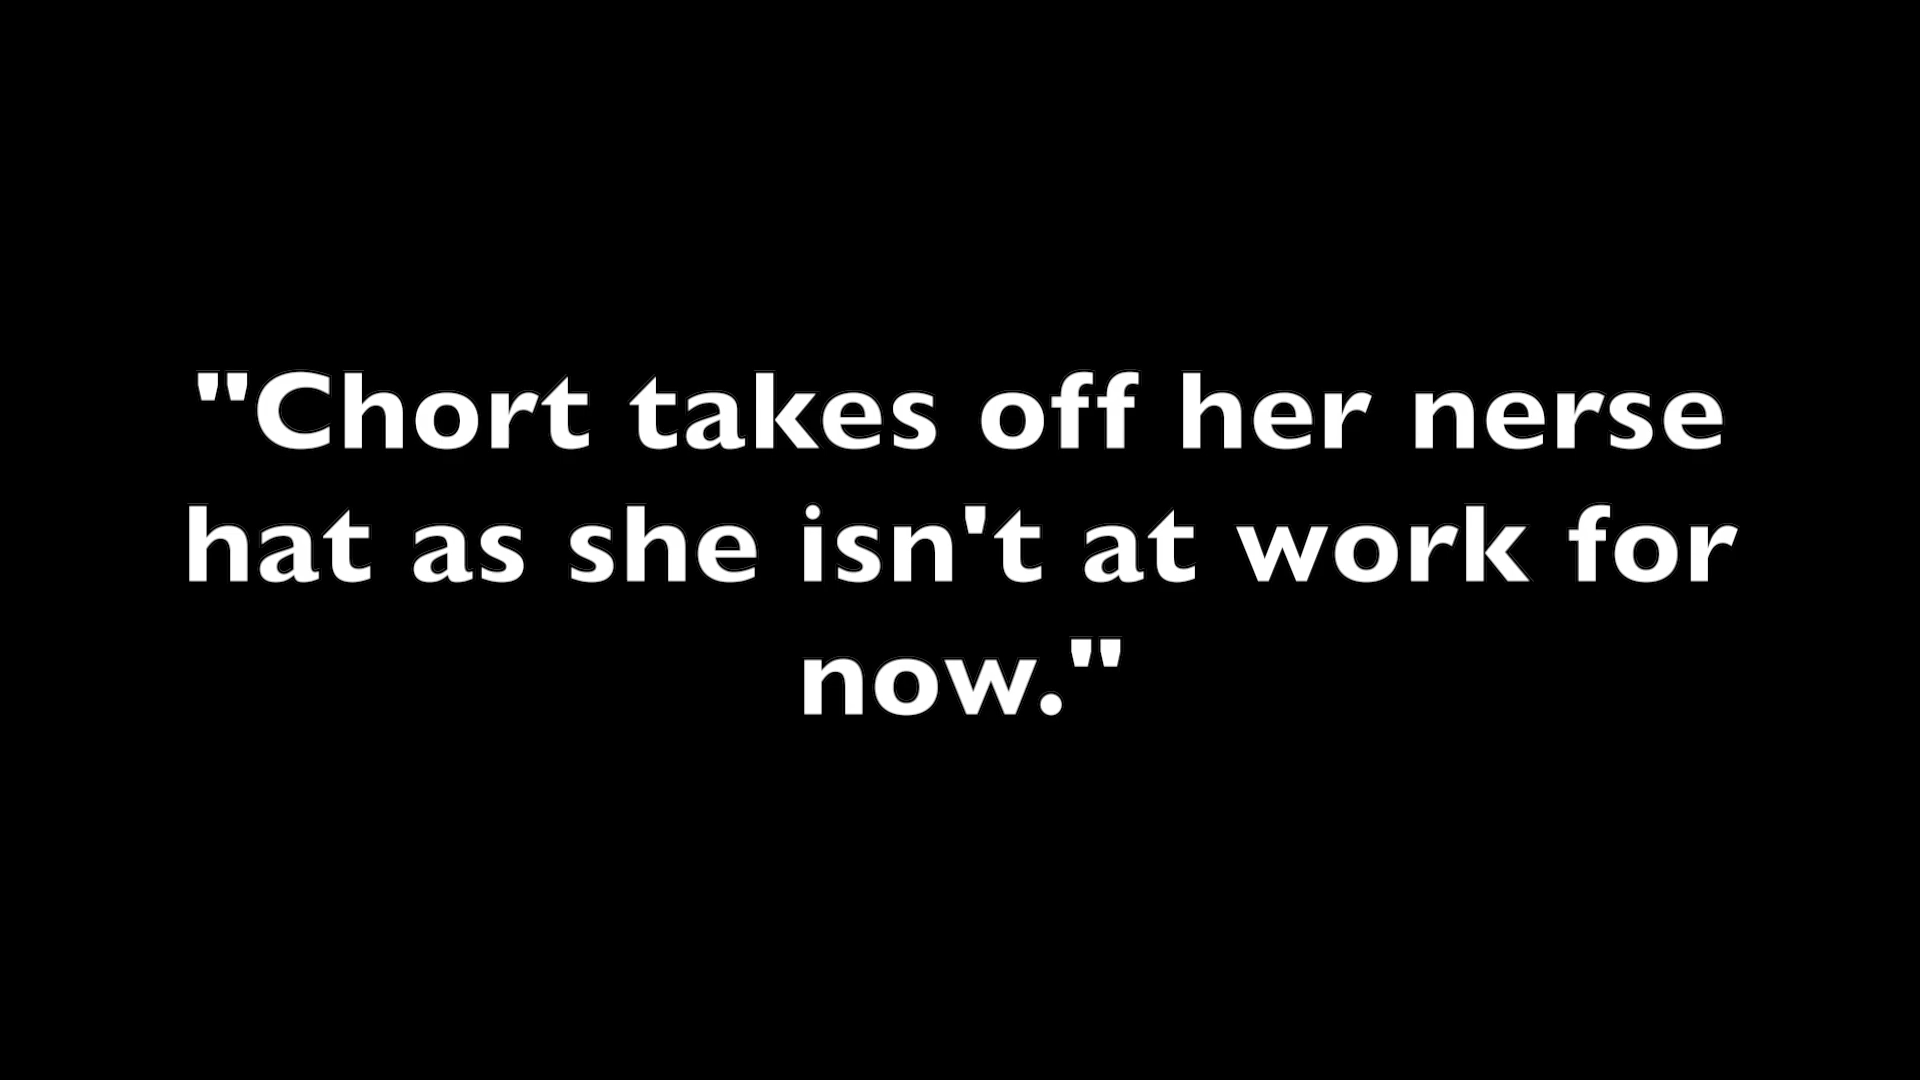 "Chort takes off her nerse
hat as she isn't at work for
now."